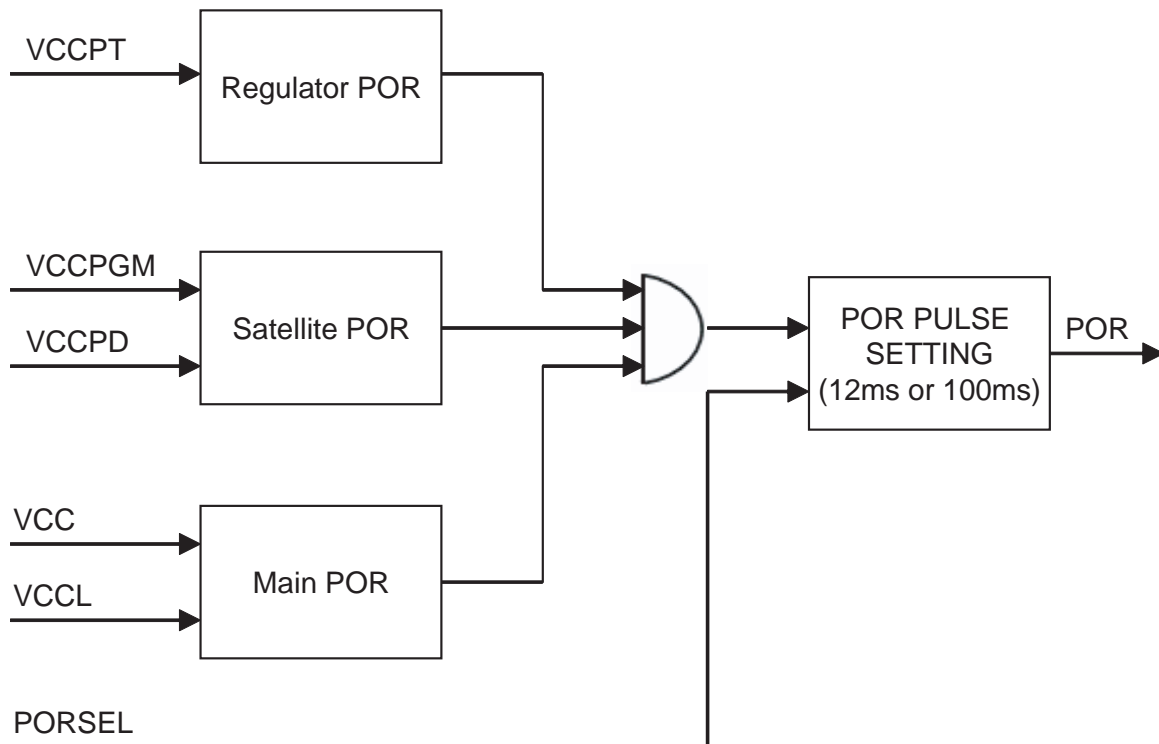 VCCPT
Regulator POR
VCCPGM
VCCPD
Satellite POR
POR PULSE
SETTING
(12ms or 100ms)
POR
VCC
VCCL
Main POR
PORSEL